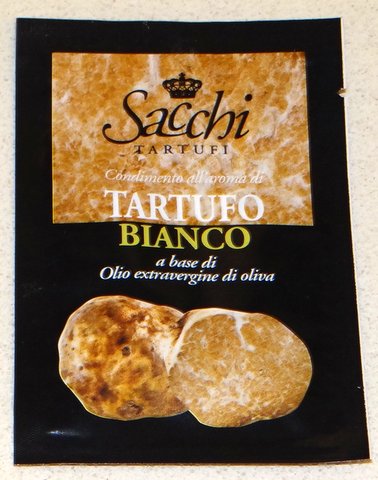 Sacchi
TARTUFI
Condimento all'aroma di
TARTUFO
BIANCO
a base di
Olio extravergine di oliva